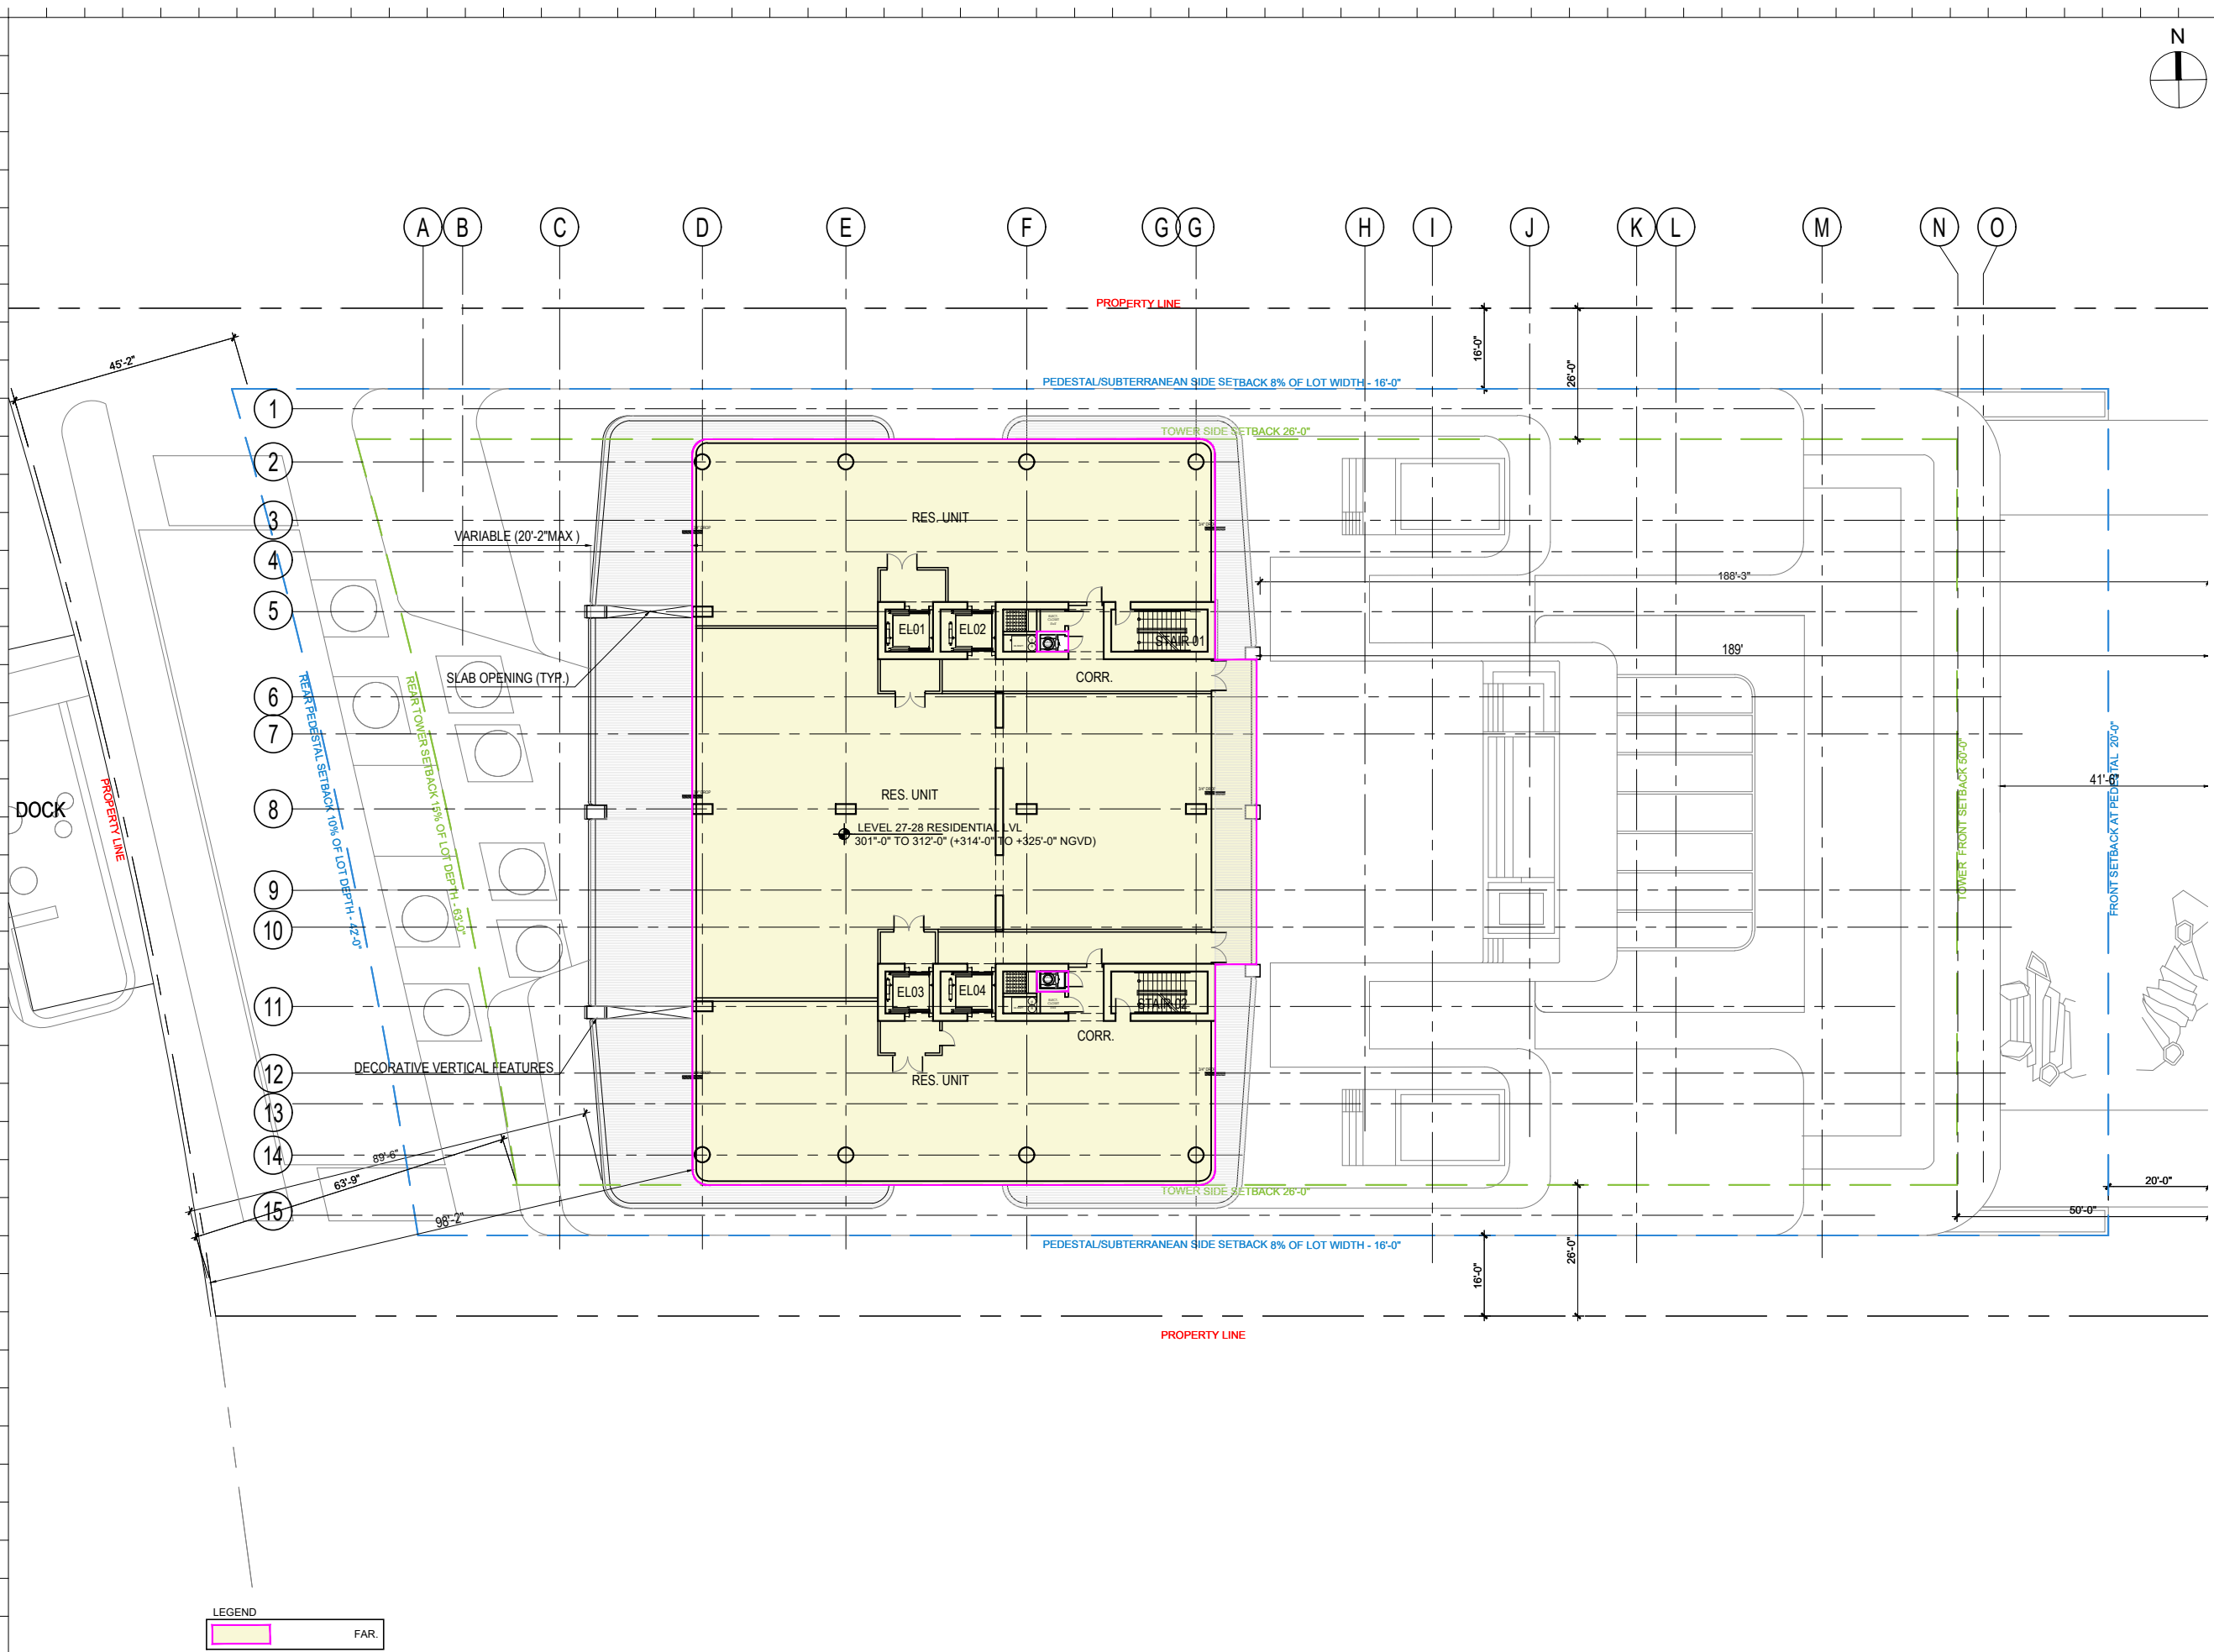 N
A
B
C
D
E
F
G
G
H
I
J
K
L
M
N
O
PROPERTY LINE
45'-2"
16'-0"
26'-0"
PEDESTAL/SUBTERRANEAN SIDE SETBACK 8% OF LOT WIDTH - 16'-0"
1
TOWER SIDE SETBACK 26'-0"
2
3
RES. UNIT
VARIABLE (20'-2"MAX )
4
188'-3"
5
EL01
EL02
STAIR 01
189'
SLAB OPENING (TYP.)
CORR.
6
7
REAR PEDESTAL SETBACK 10% OF LOT DEPTH - 42'-0"
REAR TOWER SETBACK 15% OF LOT DEPTH - 63'-0"
PROPERTY LINE
TOWER  FRONT SETBACK 50'-0"
FRONT SETBACK AT PEDESTAL  20'-0"
41'-6"
DOCK
8
RES. UNIT
LEVEL 27-28 RESIDENTIAL LVL
301"-0" TO 312'-0" (+314'-0" TO +325'-0" NGVD)
9
10
EL03
EL04
11
STAIR 02
CORR.
DECORATIVE VERTICAL FEATURES
12
RES. UNIT
13
14
89'-6"
63'-9"
98'-2"
15
TOWER SIDE SETBACK 26'-0"
20'-0"
50'-0"
PEDESTAL/SUBTERRANEAN SIDE SETBACK 8% OF LOT WIDTH - 16'-0"
16'-0"
26'-0"
PROPERTY LINE
LEGEND
FAR.